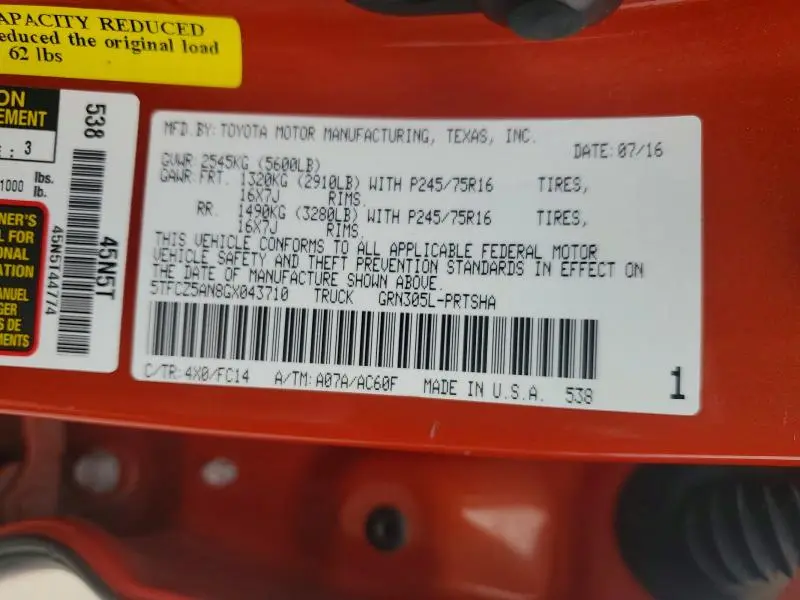 APACITY REDUCED
educed the original load
62 lbs
ON
EMENT
: 3
1000 lbs.
lb.
NER'S
L FOR
ONAL
ATION
ANUEL
GER
S DE
MENTS
538
45N5T
45N5T44774
MFD.BY:TOYOTA MOTOR MANUFACTURING, TEXAS, INC.
DATE:07/16
GVWR 2545KG (5600LB)
GAWR FRT. 1320KG (2910LB) WITH P245/75R16 TIRES,
16X7J RIMS.
RR. 1490KG (3280LB) WITH P245/75R16 TIRES,
16X7J RIMS.
THIS VEHICLE CONFORMS TO ALL APPLICABLE FEDERAL MOTOR
VEHICLE SAFETY AND THEFT PREVENTION STANDARDS IN EFFECT ON
THE DATE OF MANUFACTURE SHOWN ABOVE.
5TFCZ5AN8GX043710 TRUCK GRN305L-PRTSHA
C/TR:4X0/FC14 A/TM:A07A/AC60F MADE IN U.S.A. 538
1